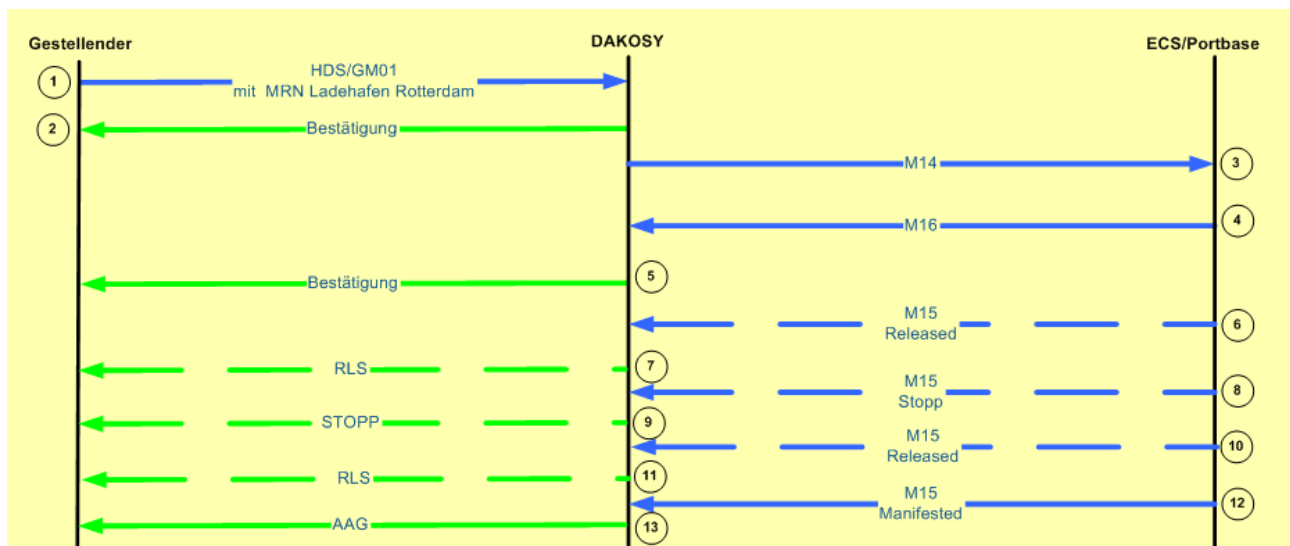 Gestellender
DAKOSY
ECS/Portbase
1
HDS/GM01
mit MRN Ladehafen Rotterdam
2
Bestätigung
M14
3
M16
4
Bestätigung
5
M15
Released
6
RLS
7
M15
Stopp
8
STOPP
9
M15
Released
10
RLS
11
M15
Manifested
12
AAG
13